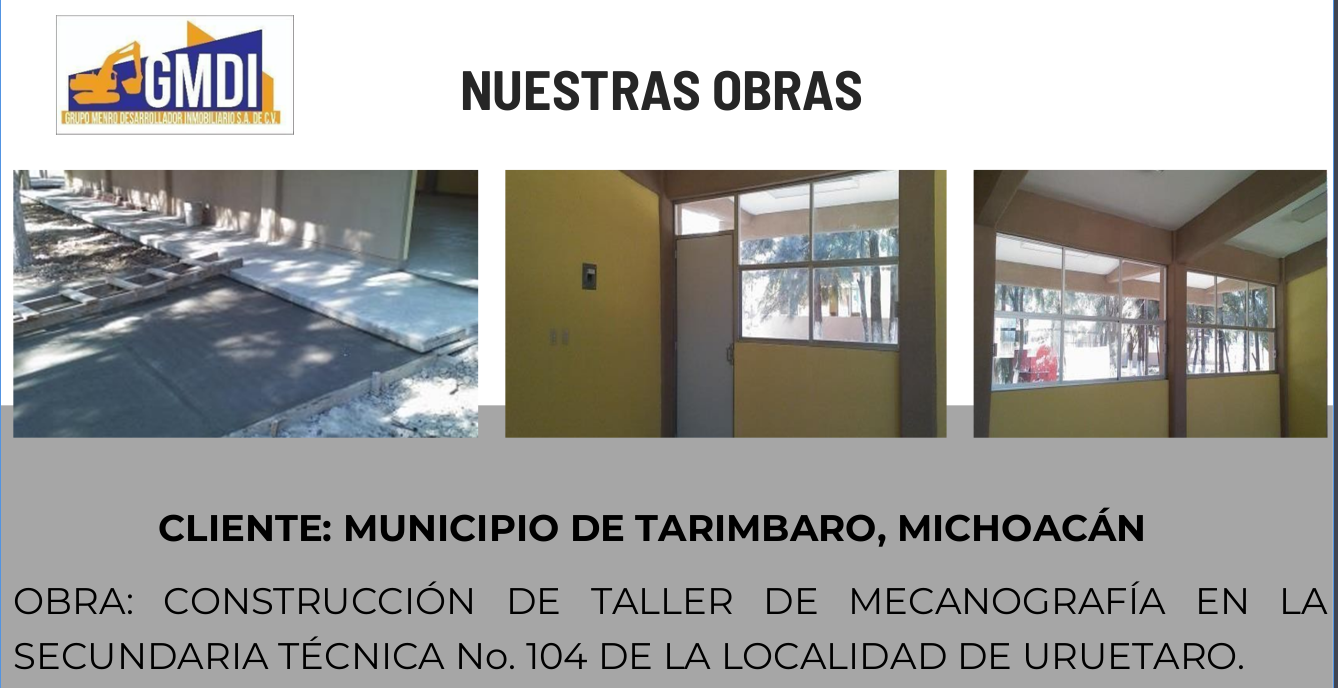 GMDI
GRUPO MENRO DESARROLLADOR INMOBILIARIO S.A. DE C.V.
NUESTRAS OBRAS
CLIENTE: MUNICIPIO DE TARIMBARO, MICHOACÁN
OBRA: CONSTRUCCIÓN DE TALLER DE MECANOGRAFÍA EN LA
SECUNDARIA TÉCNICA No. 104 DE LA LOCALIDAD DE URUETARO.